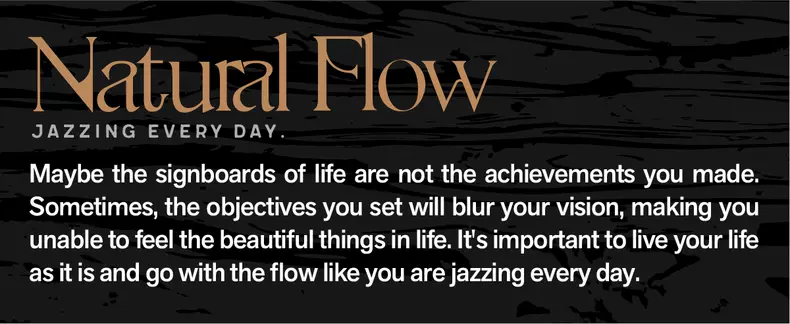 Natural Flow
JAZZING EVERY DAY.
Maybe the signboards of life are not the achievements you made.
Sometimes, the objectives you set will blur your vision, making you
unable to feel the beautiful things in life. It's important to live your life
as it is and go with the flow like you are jazzing every day.